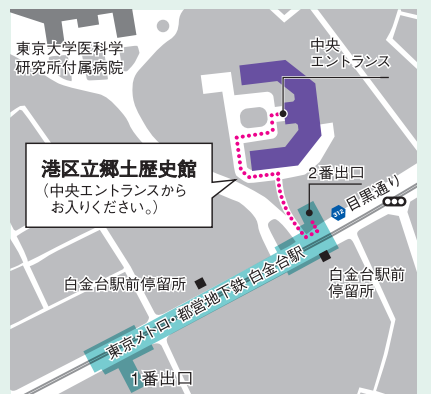 東京大学医科学
研究所付属病院
中央
エントランス
港区立郷土歴史館
(中央エントランスから
お入りください。)
2番出口
312
目黒通り
白金台駅前停留所
白金台駅前
停留所
東京メトロ・都営地下鉄 白金台駅
1番出口